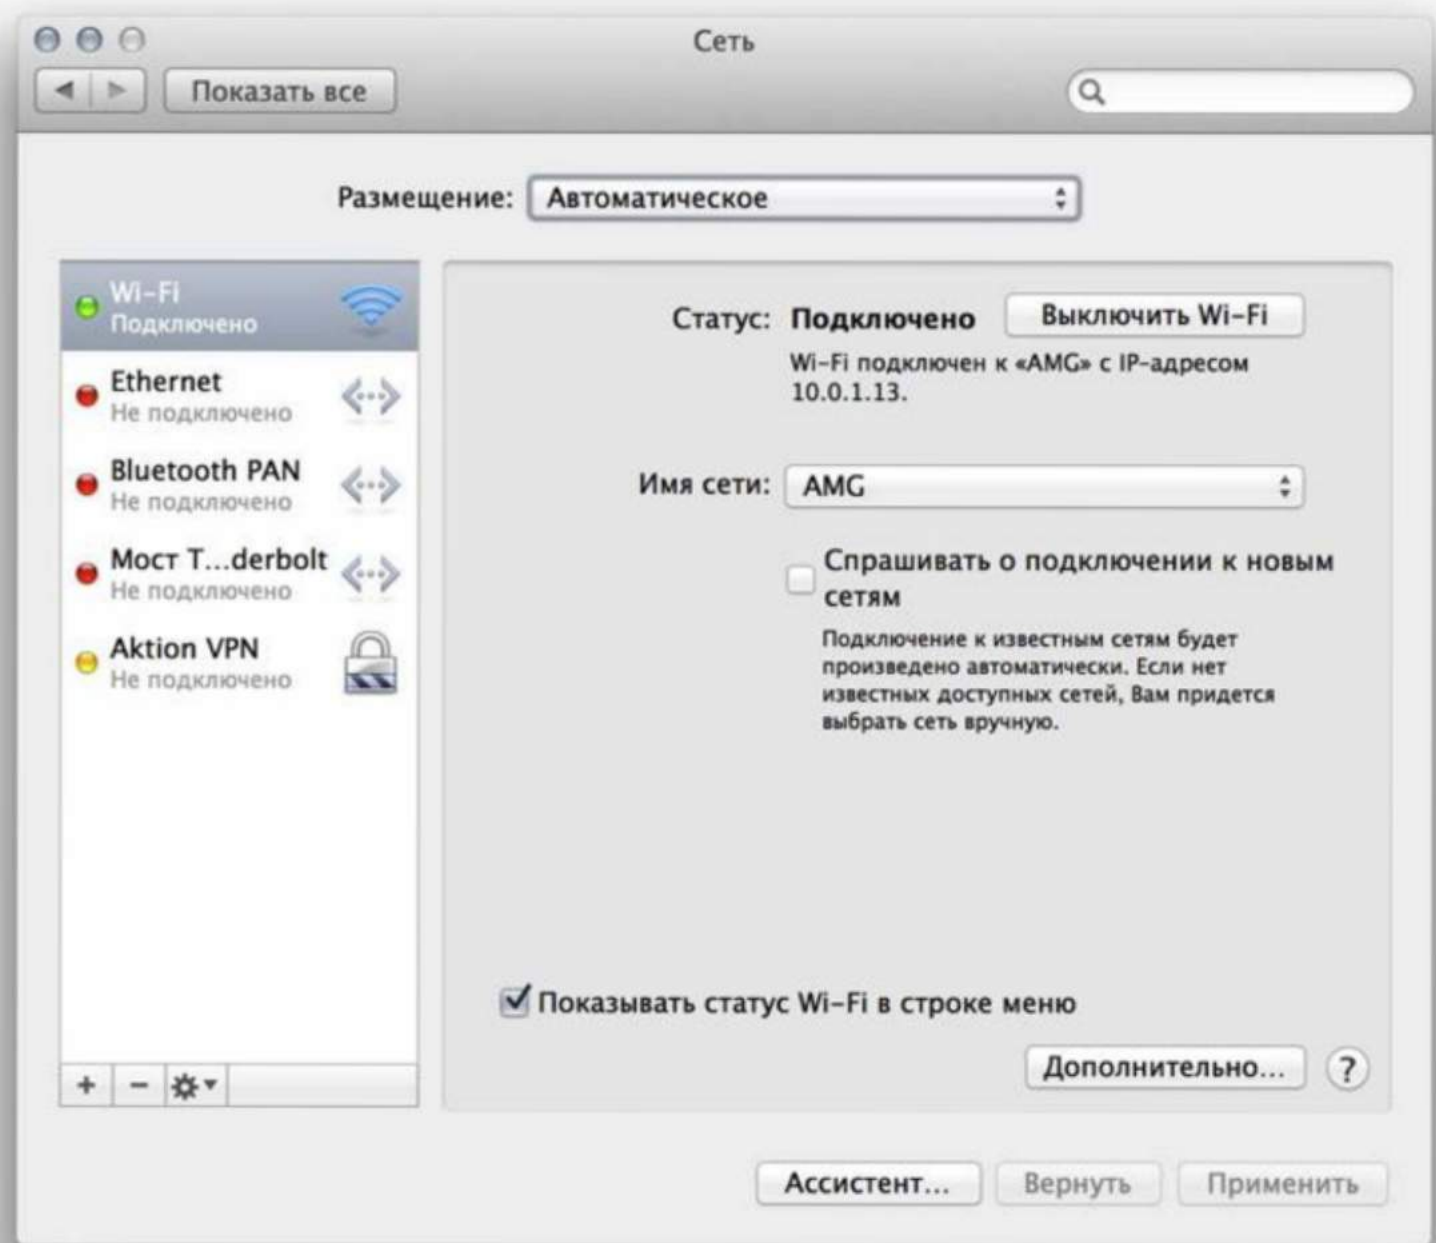 Сеть
Показать все
Размещение: Автоматическое
Wi-Fi
Подключено
Ethernet
Не подключено
Bluetooth PAN
Не подключено
Мост T...derbolt
Не подключено
Aktion VPN
Не подключено
Статус: Подключено Выключить Wi-Fi
Wi-Fi подключен к «AMG» с IP-адресом
10.0.1.13.
Имя сети: AMG
Спрашивать о подключении к новым
сетям
Подключение к известным сетям будет
произведено автоматически. Если нет
известных доступных сетей, Вам придется
выбрать сеть вручную.
Показывать статус Wi-Fi в строке меню
Дополнительно... ?
+ −
Ассистент... Вернуть Применить